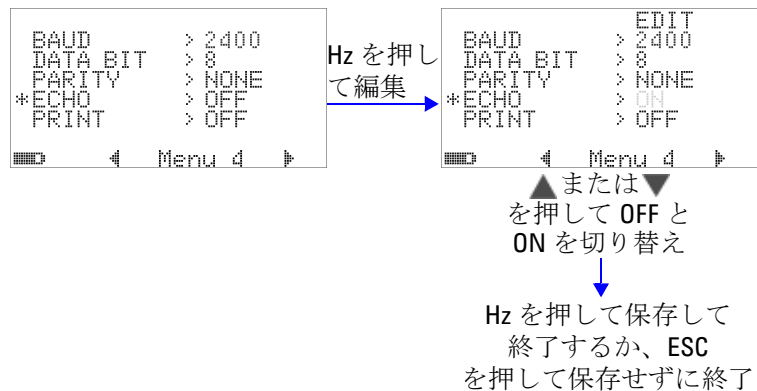 BAUD > 2400
DATA BIT > 8
PARITY > NONE
*ECHO > OFF
PRINT > OFF
Menu 4
Hz を押し
て編集
EDIT
BAUD > 2400
DATA BIT > 8
PARITY > NONE
*ECHO > ON
PRINT > OFF
Menu 4
▲または▼
を押して OFF と
ON を切り替え
Hz を押して保存して
終了するか、ESC
を押して保存せずに終了